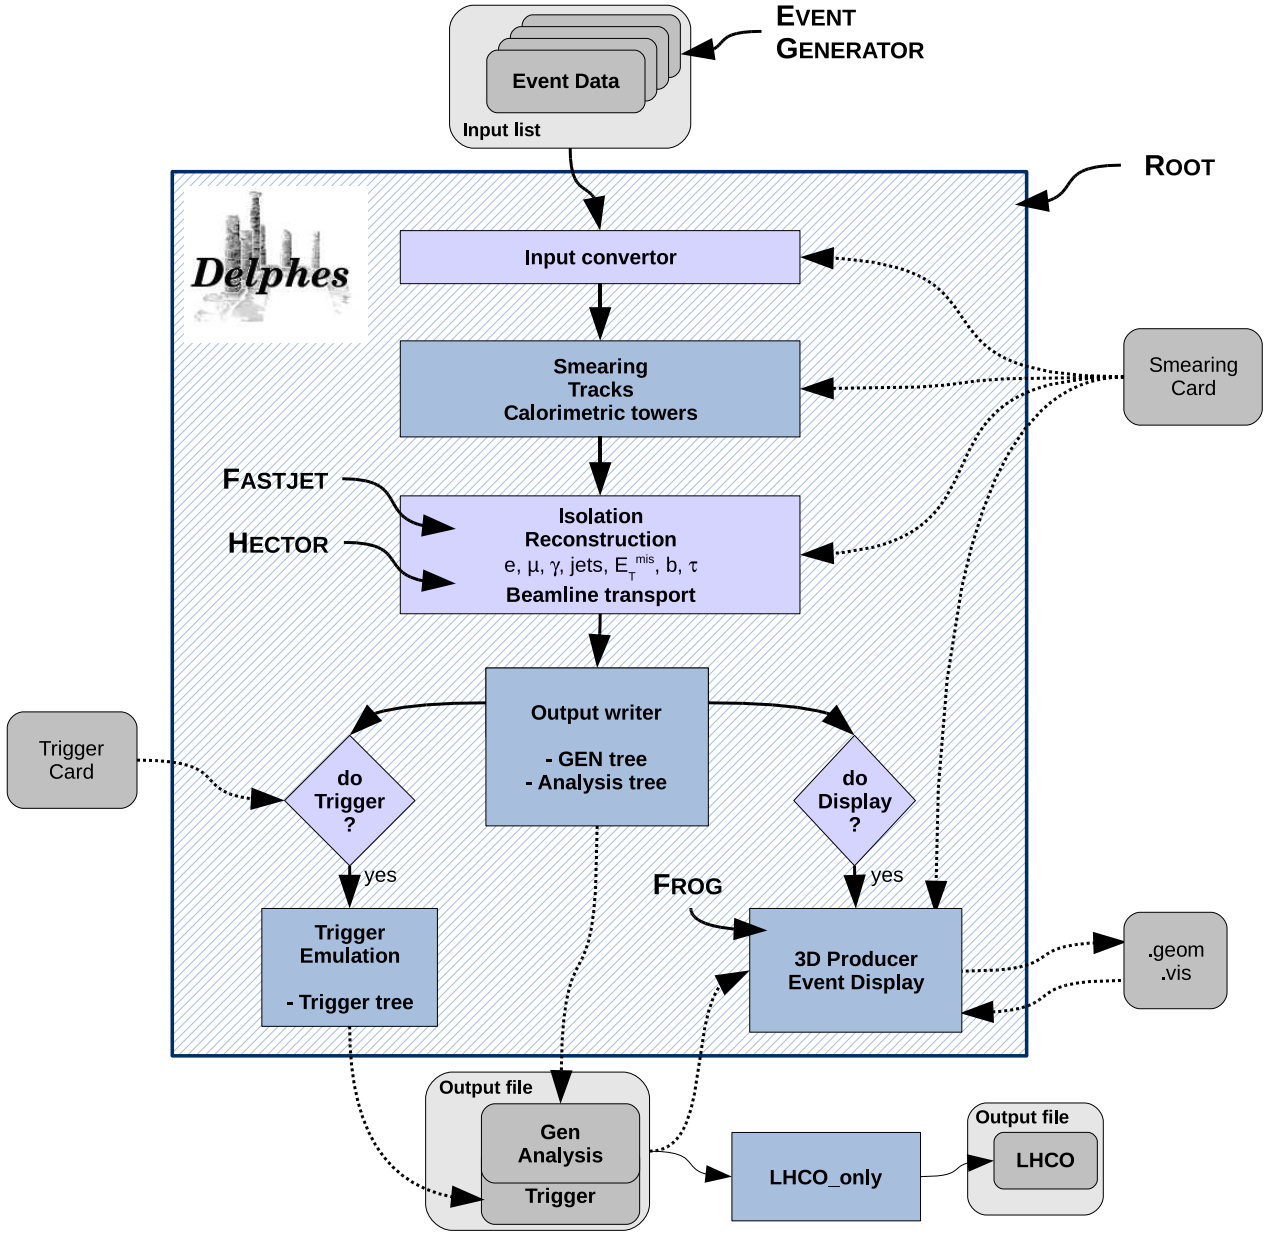 EVENT
GENERATOR
Event Data
Input list
ROOT
Delphes
Input convertor
Smearing
Tracks
Calorimetric towers
Smearing
Card
FASTJET
HECTOR
Isolation
Reconstruction
e, μ, γ, jets, E_T^mis, b, τ
Beamline transport
Output writer
- GEN tree
- Analysis tree
Trigger
Card
do
Trigger
?
yes
do
Display
?
yes
FROG
Trigger
Emulation
- Trigger tree
3D Producer
Event Display
.geom
.vis
Output file
Gen
Analysis
Trigger
LHCO_only
Output file
LHCO